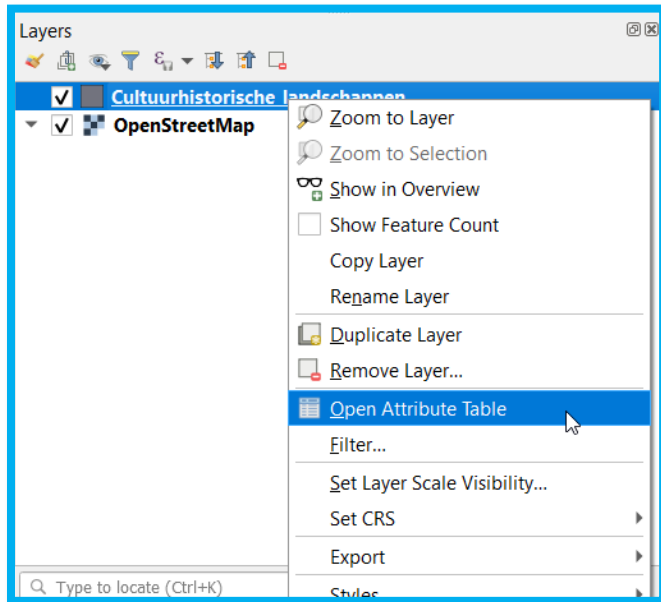 Layers
Cultuurhistorische landschappen
OpenStreetMap
Zoom to Layer
Zoom to Selection
Show in Overview
Show Feature Count
Copy Layer
Rename Layer
Duplicate Layer
Remove Layer...
Open Attribute Table
Filter...
Set Layer Scale Visibility...
Set CRS
Export
Styles
Type to locate (Ctrl+K)